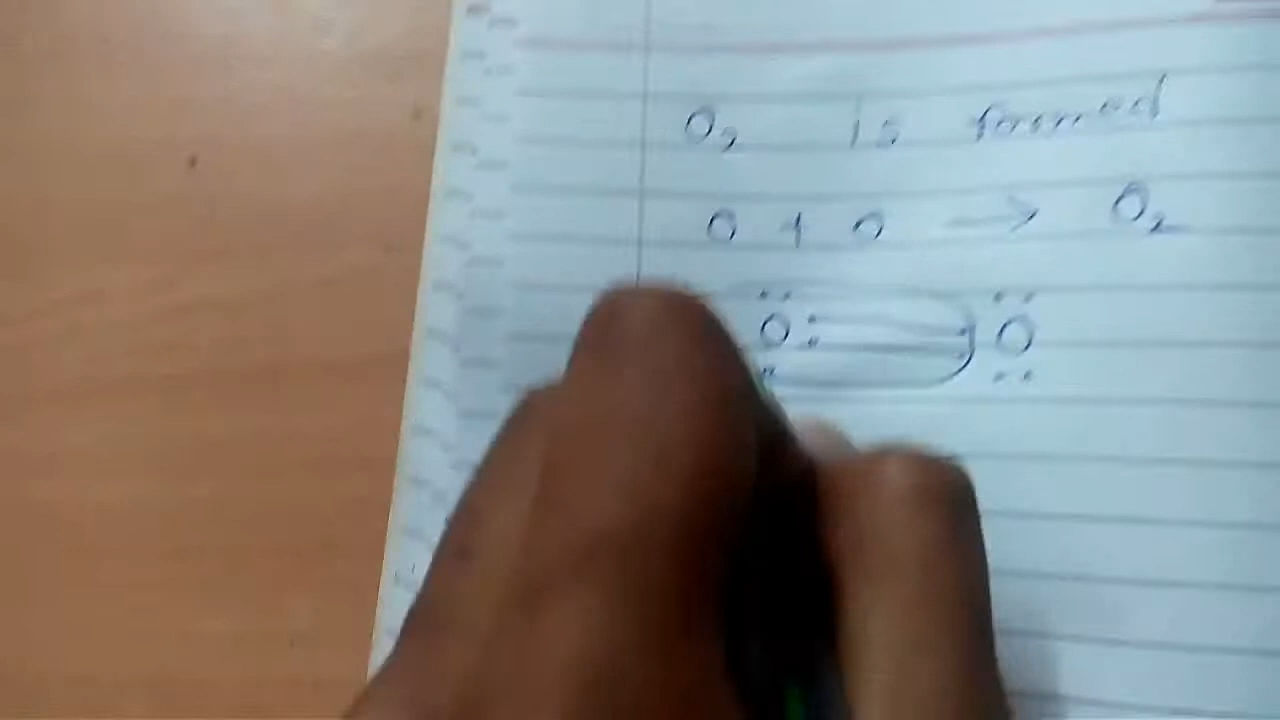 O₂ is formed
O + O → O₂
O O